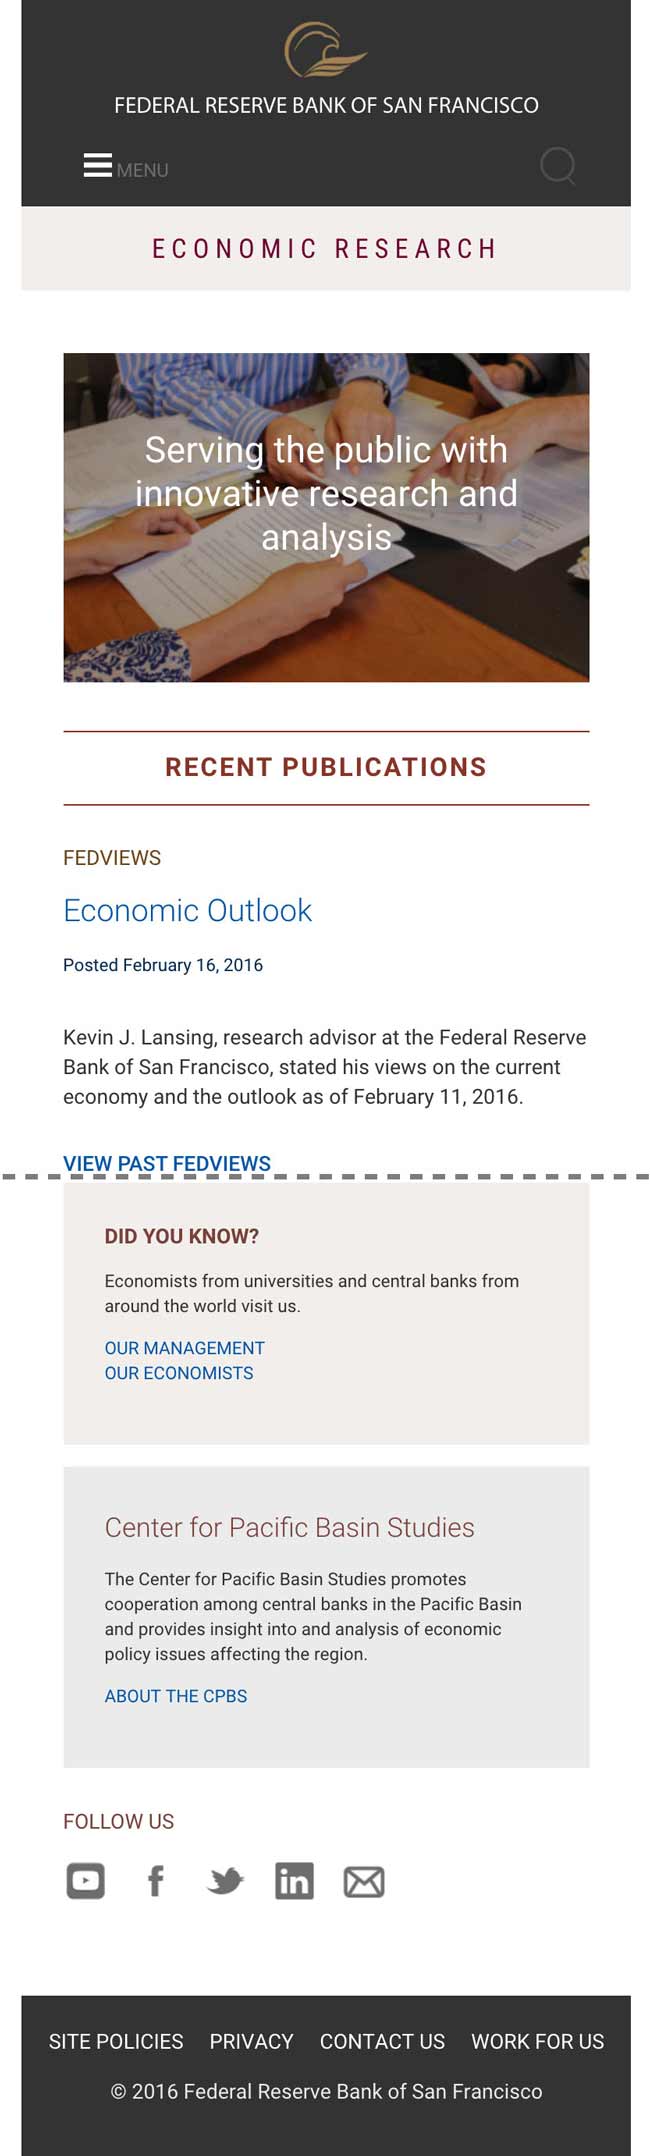 FEDERAL RESERVE BANK OF SAN FRANCISCO
MENU
ECONOMIC RESEARCH
Serving the public with
innovative research and
analysis
RECENT PUBLICATIONS
FEDVIEWS
Economic Outlook
Posted February 16, 2016
Kevin J. Lansing, research advisor at the Federal Reserve
Bank of San Francisco, stated his views on the current
economy and the outlook as of February 11, 2016.
VIEW PAST FEDVIEWS
DID YOU KNOW?
Economists from universities and central banks from
around the world visit us.
OUR MANAGEMENT
OUR ECONOMISTS
Center for Pacific Basin Studies
The Center for Pacific Basin Studies promotes
cooperation among central banks in the Pacific Basin
and provides insight into and analysis of economic
policy issues affecting the region.
ABOUT THE CPBS
FOLLOW US
in
SITE POLICIES PRIVACY CONTACT US WORK FOR US
© 2016 Federal Reserve Bank of San Francisco